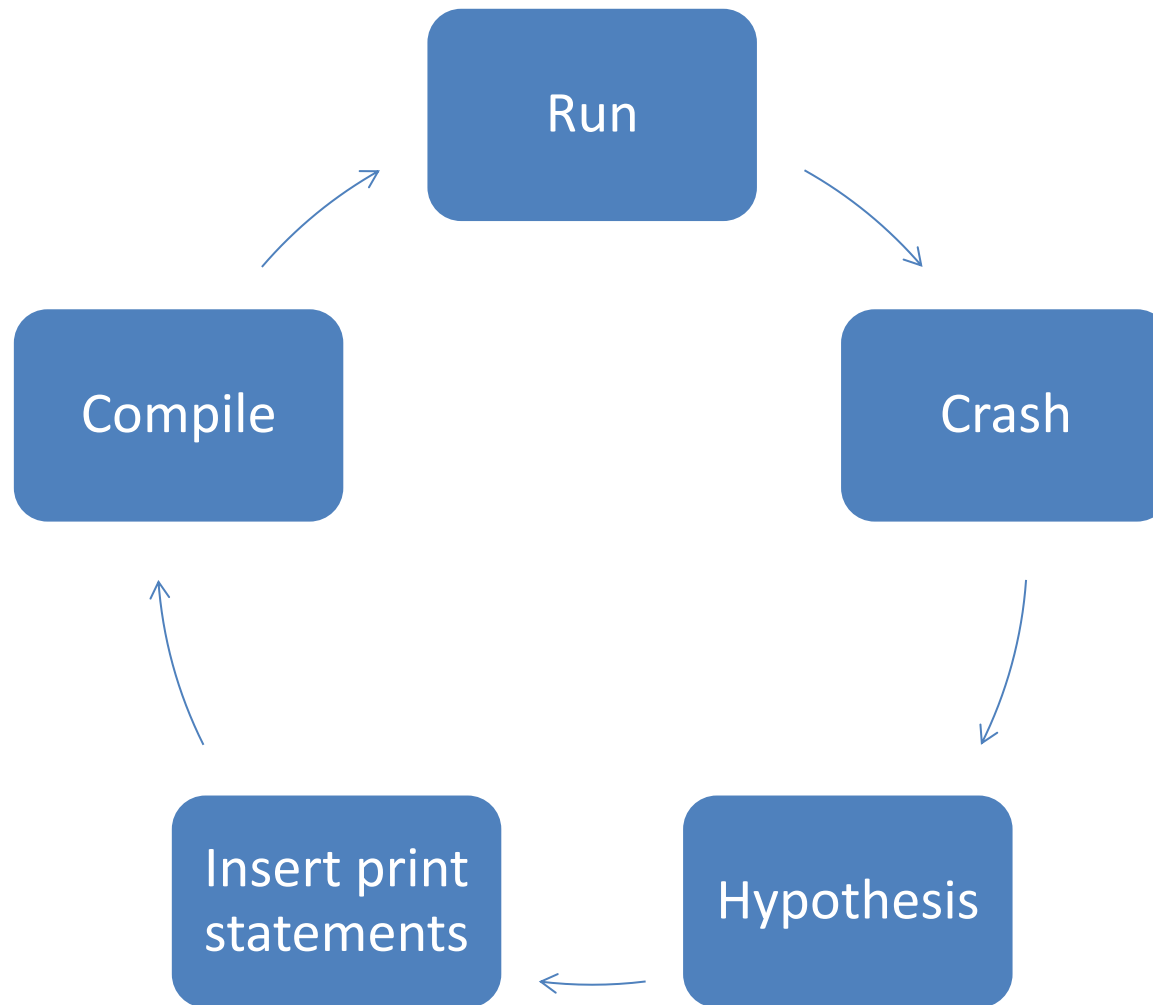 Run
Crash
Hypothesis
Insert print
statements
Compile